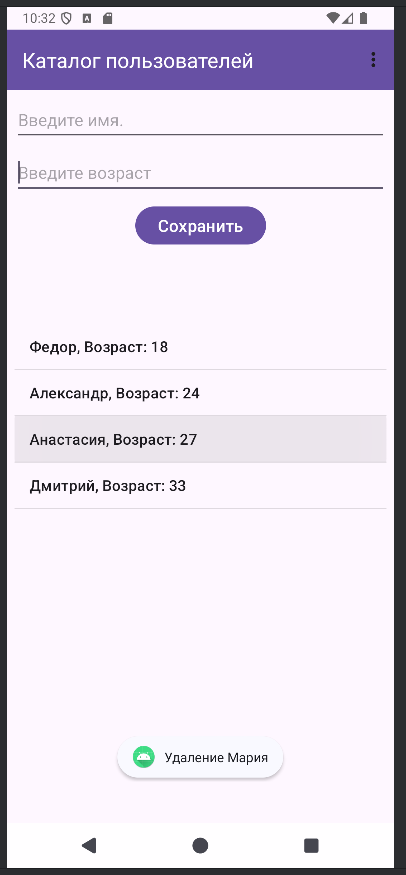 10:32
Каталог пользователей
Введите имя.
Введите возраст
Сохранить
Федор, Возраст: 18
Александр, Возраст: 24
Анастасия, Возраст: 27
Дмитрий, Возраст: 33
Удаление Мария